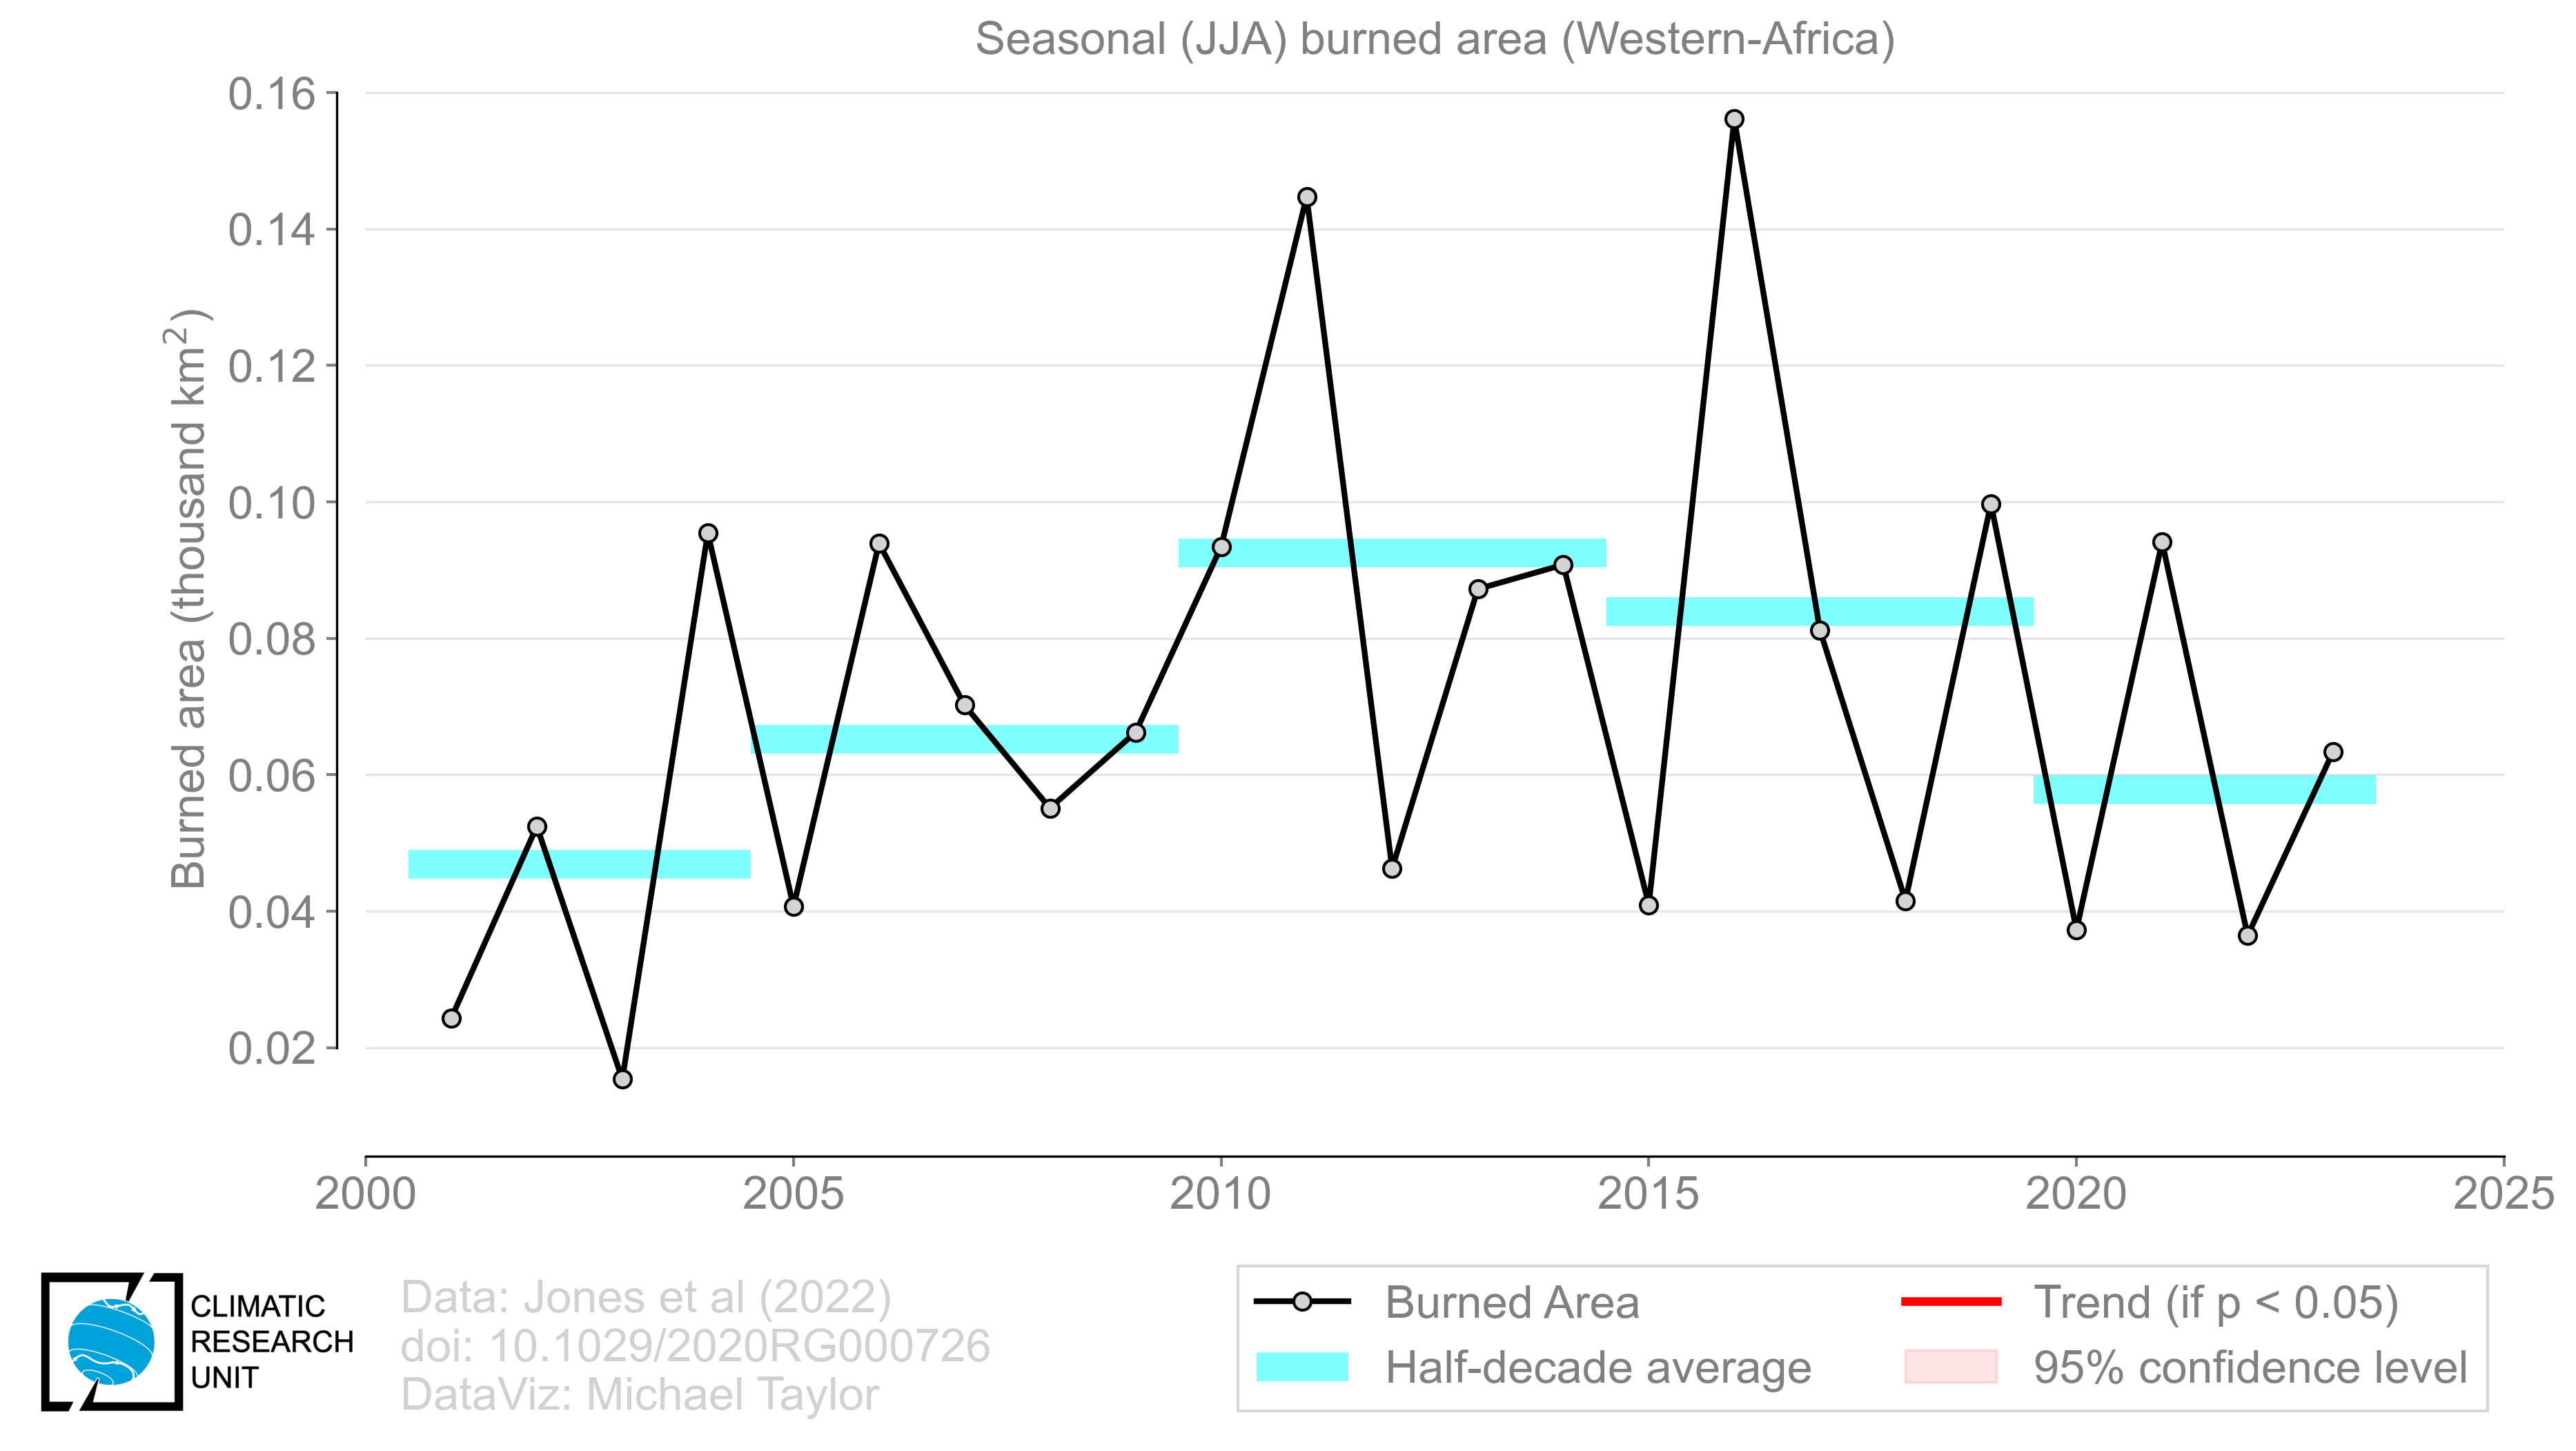 Seasonal (JJA) burned area (Western-Africa)
Burned area (thousand km²)
0.16
0.14
0.12
0.10
0.08
0.06
0.04
0.02
2000 2005 2010 2015 2020 2025
CLIMATIC
RESEARCH
UNIT
Data: Jones et al (2022)
doi: 10.1029/2020RG000726
DataViz: Michael Taylor
Burned Area
Half-decade average
Trend (if p < 0.05)
95% confidence level